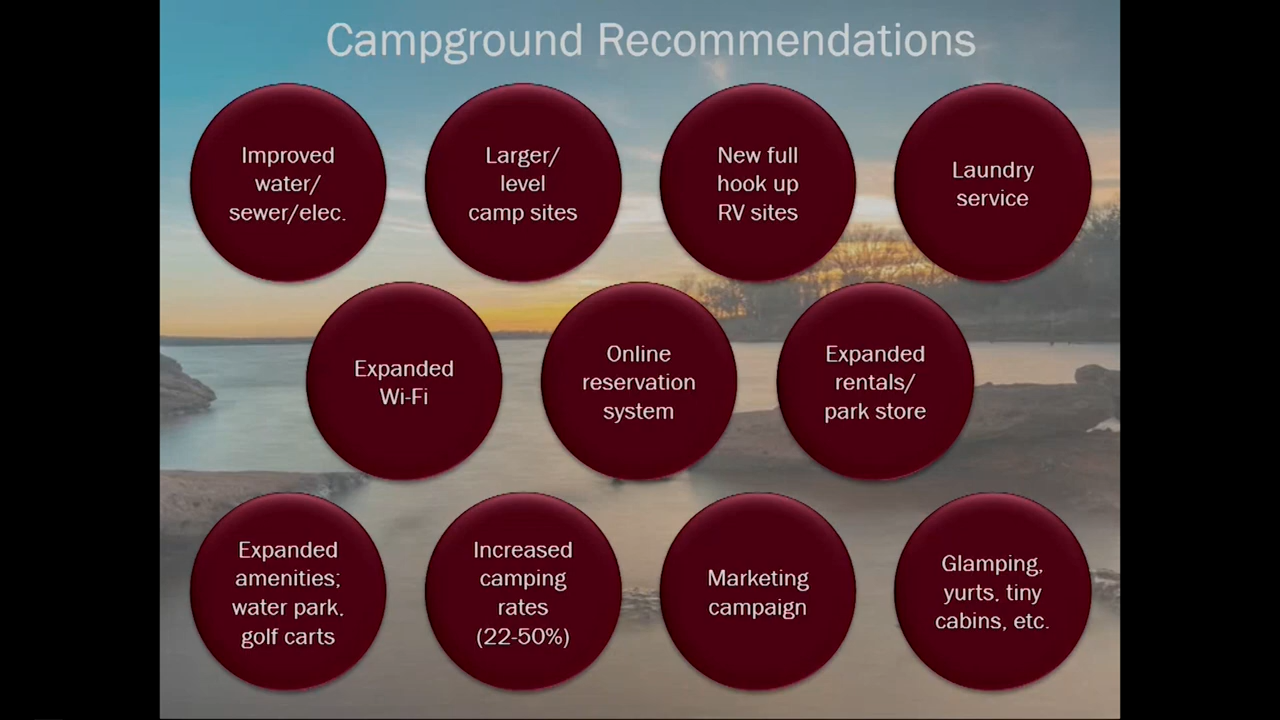 Campground Recommendations
Improved
water/
sewer/elec.
Larger/
level
camp sites
New full
hook up
RV sites
Laundry
service
Expanded
Wi-Fi
Online
reservation
system
Expanded
rentals/
park store
Expanded
amenities;
water park,
golf carts
Increased
camping
rates
(22-50%)
Marketing
campaign
Glamping,
yurts, tiny
cabins, etc.